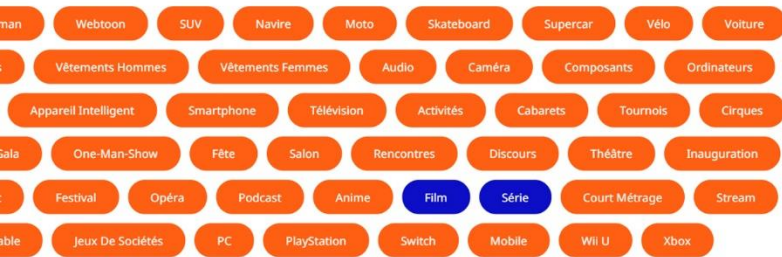 Webtoon SUV Navire Moto Skateboard Supercar Vélo Voiture
Vêtements Hommes Vêtements Femmes Audio Caméra Composants Ordinateurs
Appareil Intelligent Smartphone Télévision Activités Cabarets Tournois Cirques
One-Man-Show Fête Salon Rencontres Discours Théâtre Inauguration
Festival Opéra Podcast Anime Film Série Court Métrage Stream
Jeux De Sociétés PC PlayStation Switch Mobile Wii U Xbox